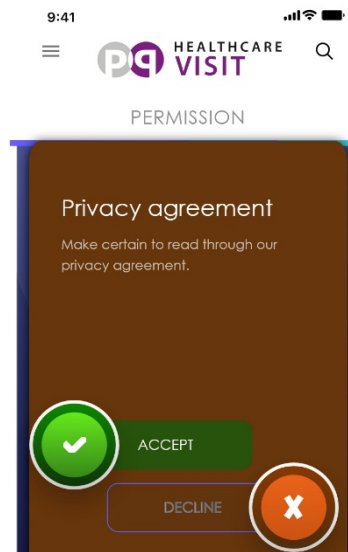 9:41
HEALTHCARE
VISIT
PERMISSION
Privacy agreement
Make certain to read through our
privacy agreement.
ACCEPT
DECLINE